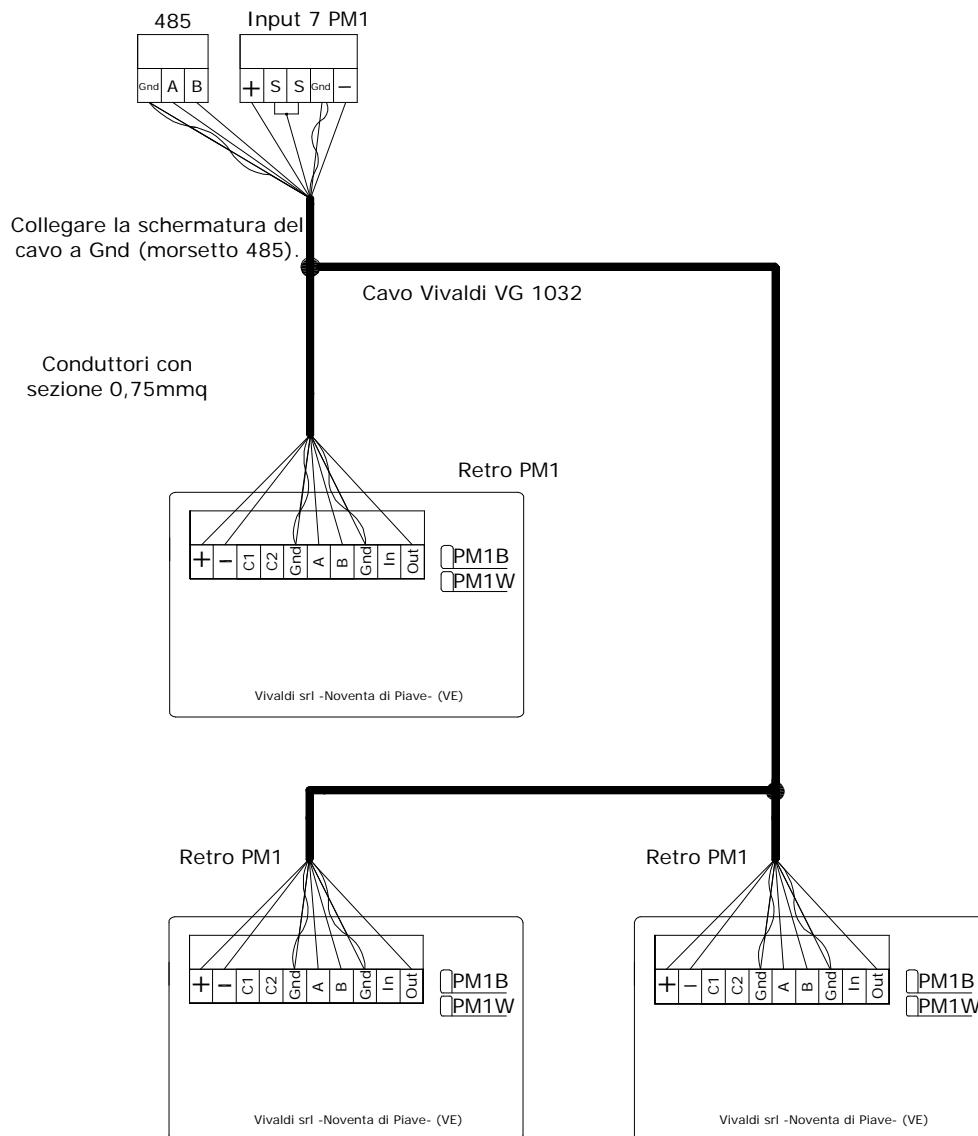 485
Input 7 PM1
Gnd A B
+ S S Gnd −
Collegare la schermatura del
cavo a Gnd (morsetto 485).
Cavo Vivaldi VG 1032
Conduttori con
sezione 0,75mmq
Retro PM1
+ − C1 C2 Gnd A B Gnd In Out
PM1B
PM1W
Vivaldi srl -Noventa di Piave- (VE)
Retro PM1
+ − C1 C2 Gnd A B Gnd In Out
PM1B
PM1W
Vivaldi srl -Noventa di Piave- (VE)
Retro PM1
+ − C1 C2 Gnd A B Gnd In Out
PM1B
PM1W
Vivaldi srl -Noventa di Piave- (VE)